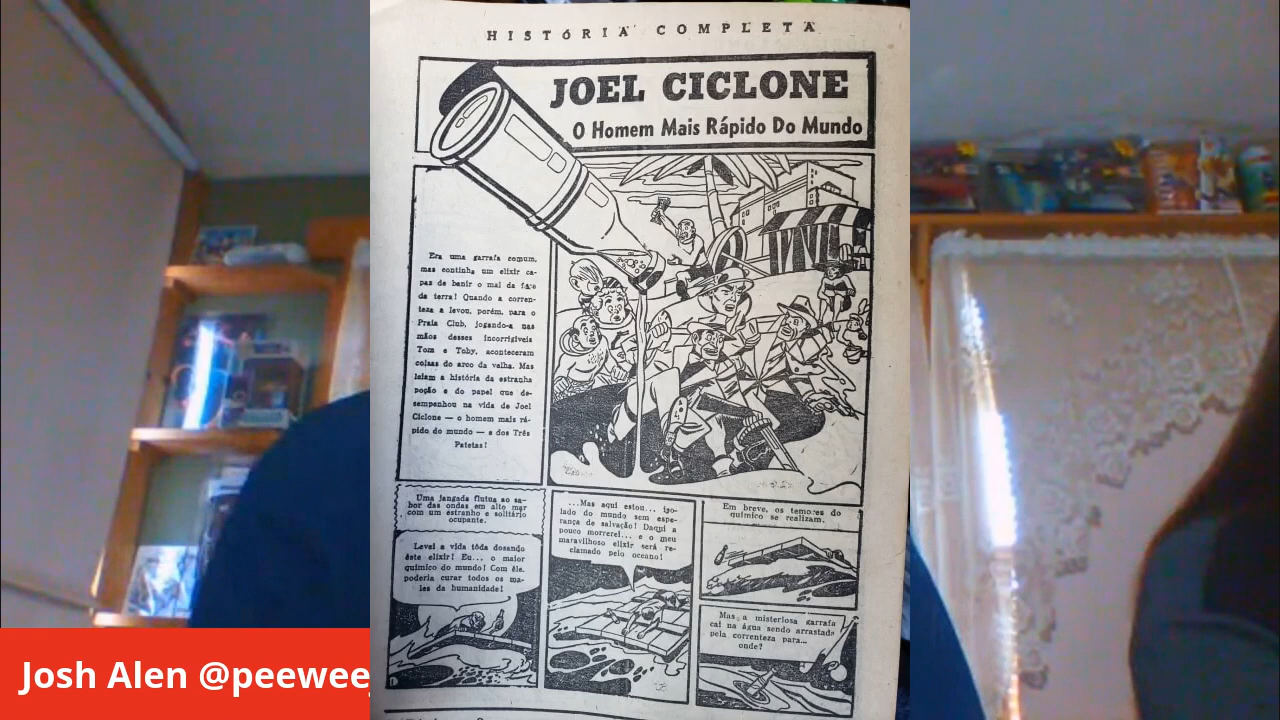 HISTÓRIA COMPLETA
JOEL CICLONE
O Homem Mais Rápido Do Mundo
Era uma garrafa comum,
mas continha um elixir ca-
paz de banir o mal da face
da terra! Quando a corren-
teza a levou, porém, para o
Praia Club, jogando-a nas
mãos desses incorrigíveis
Tom e Toby, aconteceram
coisas do arco da velha. Mas
leiam a história da estranha
poção e do papel que de-
sempenhou na vida de Joel
Ciclone — o homem mais rá-
pido do mundo — e dos Três
Patetas!
Uma jangada flutua ao sa-
bor das ondas em alto mar
com um estranho e solitário
ocupante.
Levei a vida tôda dosando
êste elixir! Eu... o maior
químico do mundo! Com êle,
poderia curar todos os ma-
les da humanidade!
...Mas aqui estou... iso-
lado do mundo sem espe-
rança de salvação! Daqui a
pouco morrerei... e o meu
maravilhoso elixir será re-
clamado pelo oceano!
Em breve, os temores do
químico se realizam.
Mas, a misteriosa garrafa
cai na água sendo arrastada
pela correnteza para...
onde?
Josh Alen @peewee